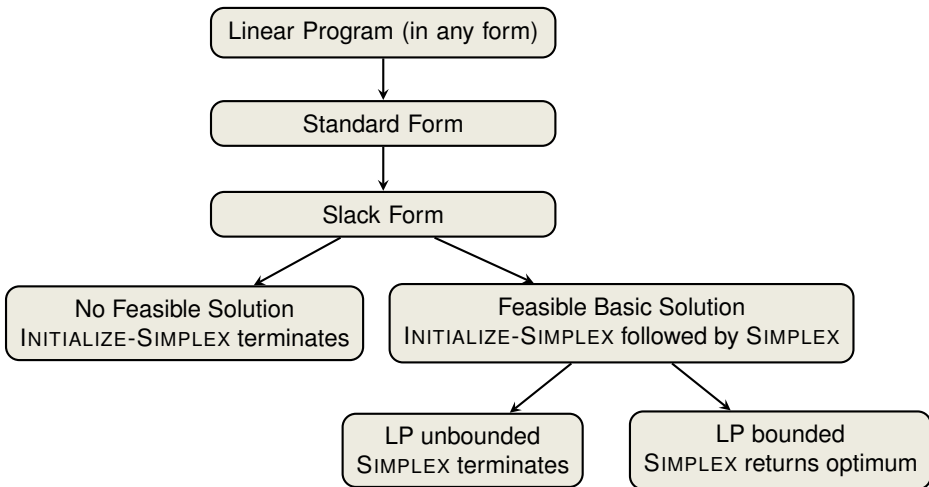 Linear Program (in any form)
Standard Form
Slack Form
No Feasible Solution
INITIALIZE-SIMPLEX terminates
Feasible Basic Solution
INITIALIZE-SIMPLEX followed by SIMPLEX
LP unbounded
SIMPLEX terminates
LP bounded
SIMPLEX returns optimum